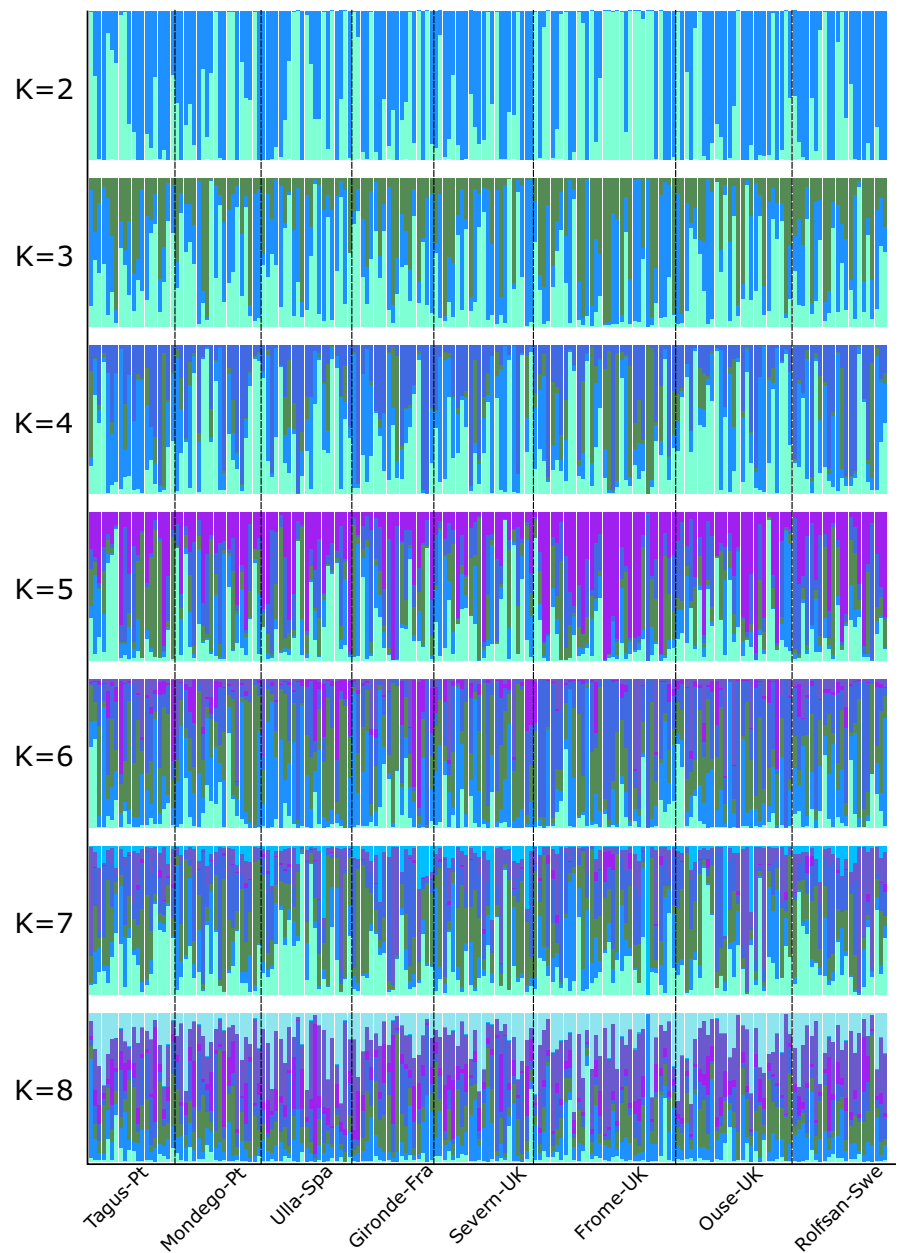 K=2
K=3
K=4
K=5
K=6
K=7
K=8
Tagus-Pt
Mondego-Pt
Ulla-Spa
Gironde-Fra
Severn-UK
Frome-UK
Ouse-UK
Rolfsan-Swe